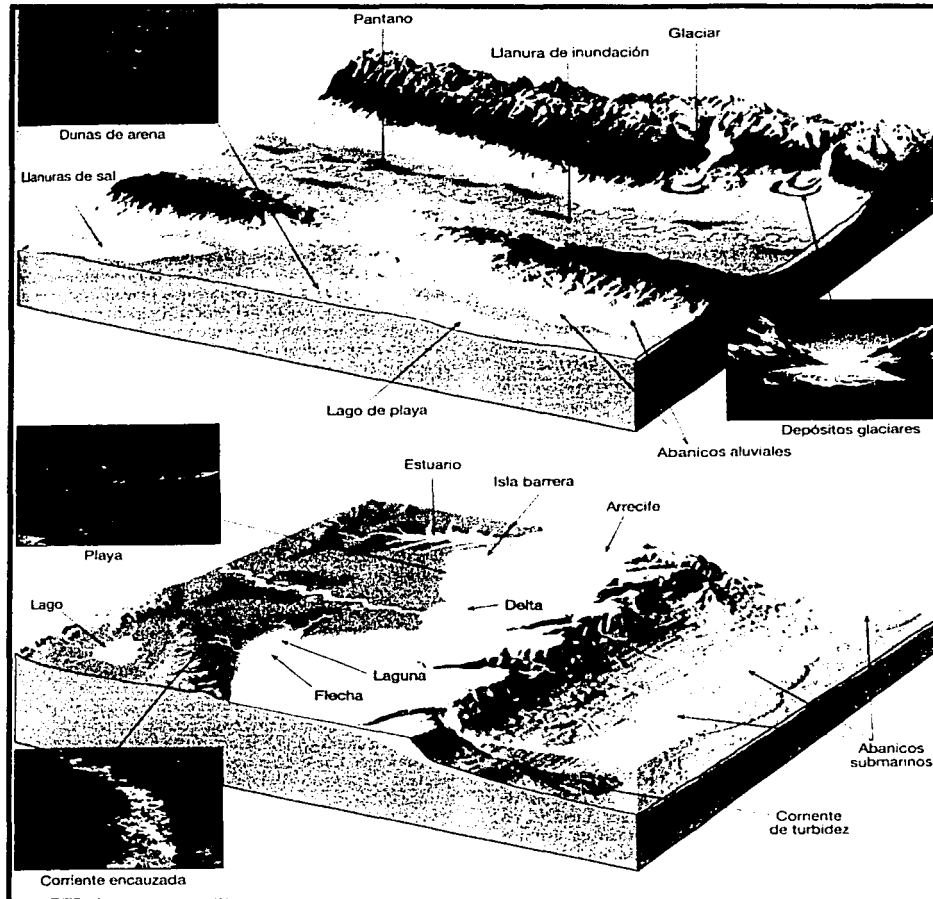 Pantano
Glaciar
Llanura de inundación
Dunas de arena
Llanuras de sal
Lago de playa
Depósitos glaciares
Abanicos aluviales
Estuario
Isla barrera
Arrecife
Playa
Lago
Delta
Laguna
Flecha
Abanicos
submarinos
Corriente
de turbidez
Corriente encauzada